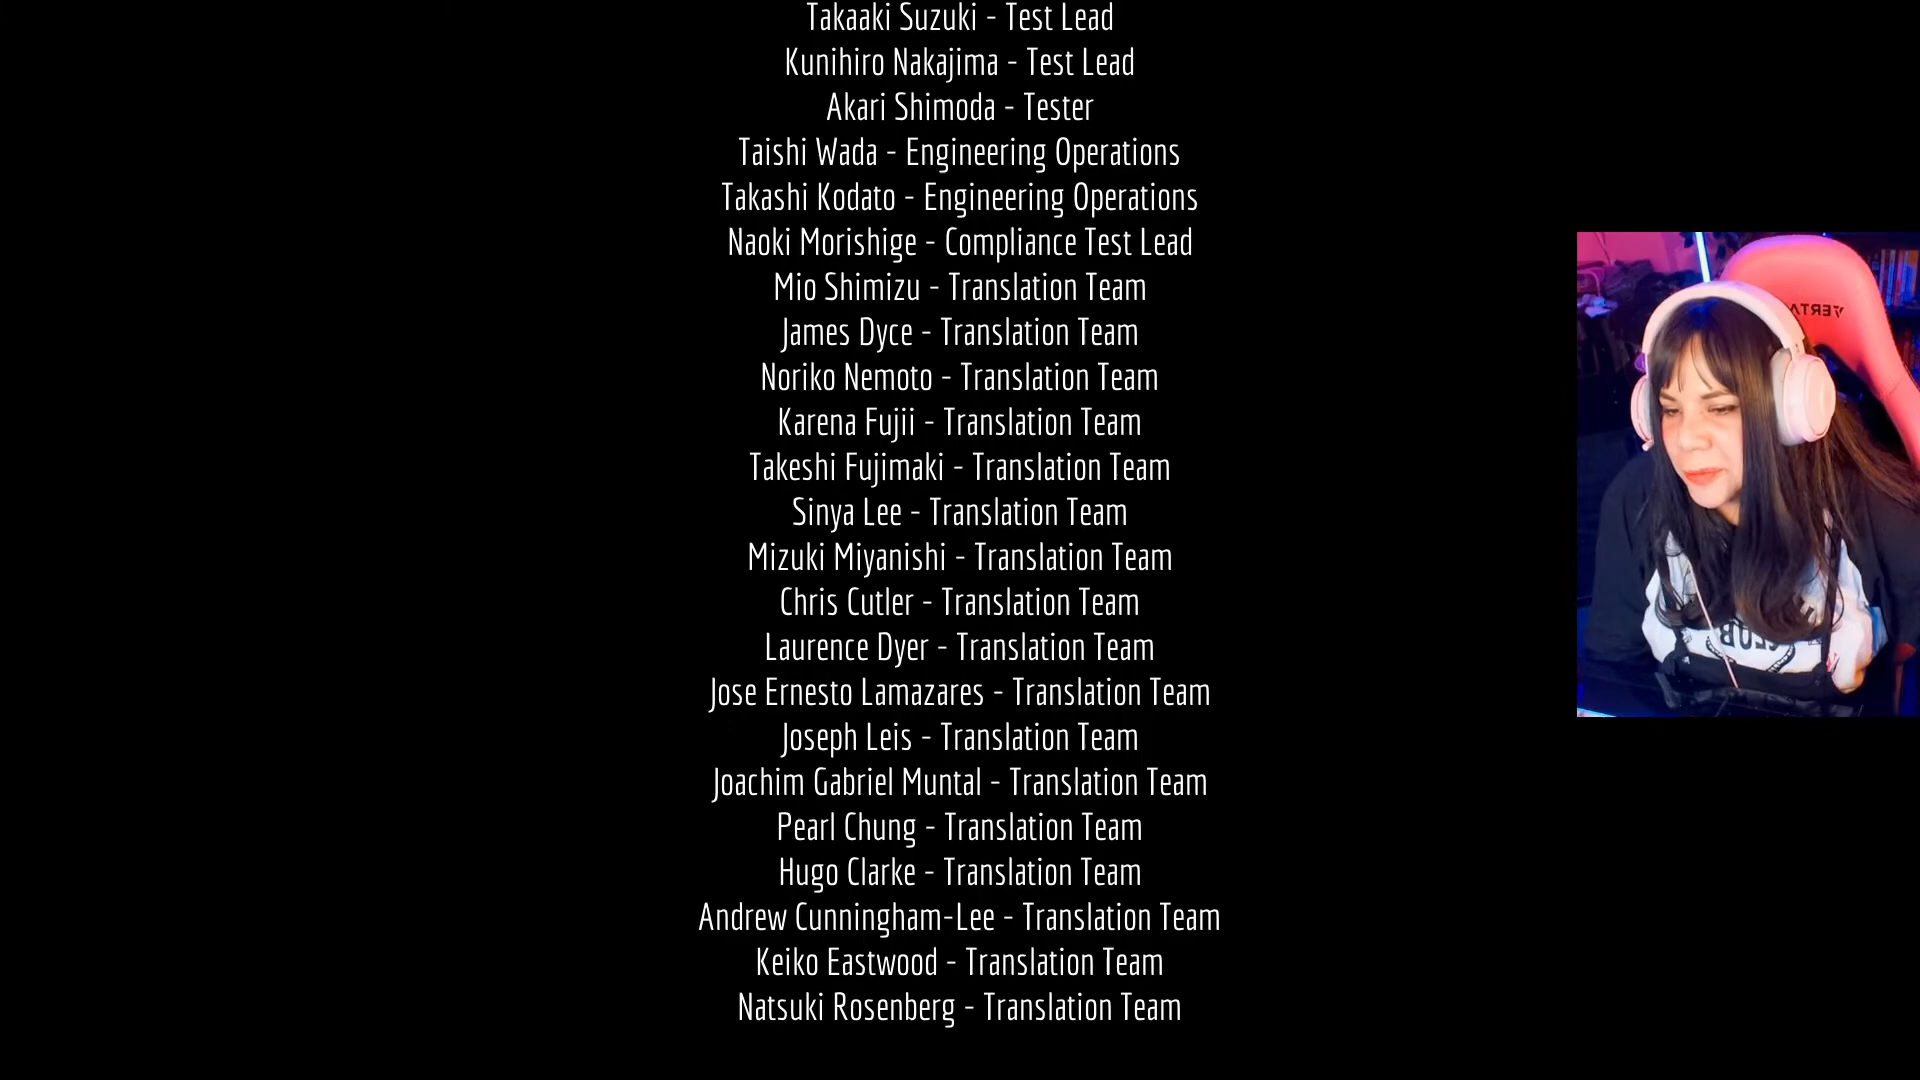 Takaaki Suzuki - Test Lead
Kunihiro Nakajima - Test Lead
Akari Shimoda - Tester
Taishi Wada - Engineering Operations
Takashi Kodato - Engineering Operations
Naoki Morishige - Compliance Test Lead
Mio Shimizu - Translation Team
James Dyce - Translation Team
Noriko Nemoto - Translation Team
Karena Fujii - Translation Team
Takeshi Fujimaki - Translation Team
Sinya Lee - Translation Team
Mizuki Miyanishi - Translation Team
Chris Cutler - Translation Team
Laurence Dyer - Translation Team
Jose Ernesto Lamazares - Translation Team
Joseph Leis - Translation Team
Joachim Gabriel Muntal - Translation Team
Pearl Chung - Translation Team
Hugo Clarke - Translation Team
Andrew Cunningham-Lee - Translation Team
Keiko Eastwood - Translation Team
Natsuki Rosenberg - Translation Team